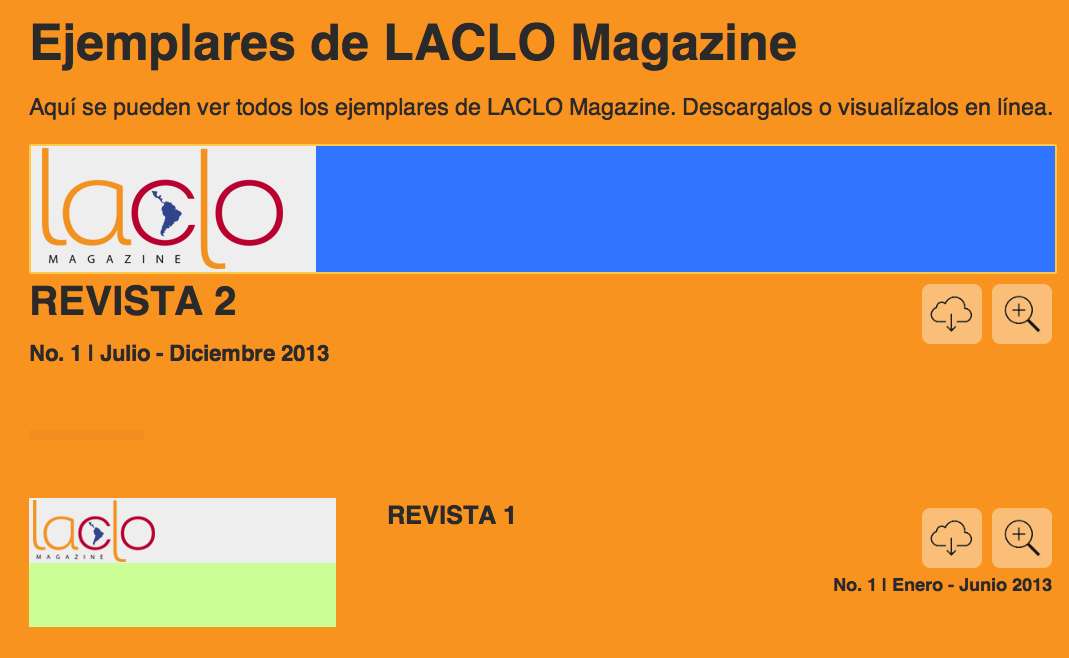 Ejemplares de LACLO Magazine
Aquí se pueden ver todos los ejemplares de LACLO Magazine. Descargalos o visualízalos en línea.
laclo
MAGAZINE
REVISTA 2
No. 1 | Julio - Diciembre 2013
laclo
MAGAZINE
REVISTA 1
No. 1 | Enero - Junio 2013